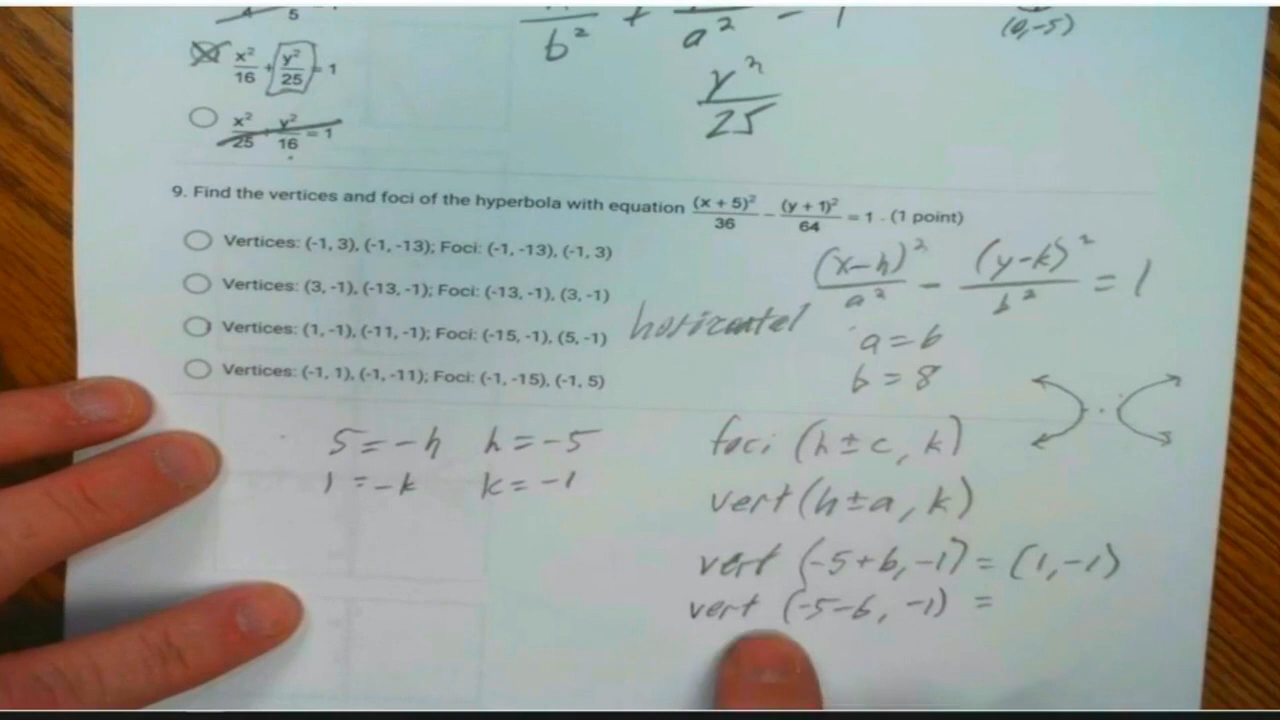 5
b² + a² - 1
(0,-5)
x²/16 + y²/25 = 1
y²/25
x²/25 + y²/16 = 1
9. Find the vertices and foci of the hyperbola with equation (x + 5)²/36 - (y + 1)²/64 = 1 . (1 point)
Vertices: (-1, 3), (-1, -13); Foci: (-1, -13), (-1, 3)
(x-h)²/a² - (y-k)²/b² = 1
Vertices: (3, -1), (-13, -1); Foci: (-13, -1), (3, -1)
Vertices: (1, -1), (-11, -1); Foci: (-15, -1), (5, -1)
horizontal
a = 6
Vertices: (-1, 1), (-1, -11); Foci: (-1, -15), (-1, 5)
b = 8
5 = -h h = -5
foci (h±c, k)
1 = -k k = -1
vert (h±a, k)
vert (-5+6, -1) = (1, -1)
vert (-5-6, -1) =